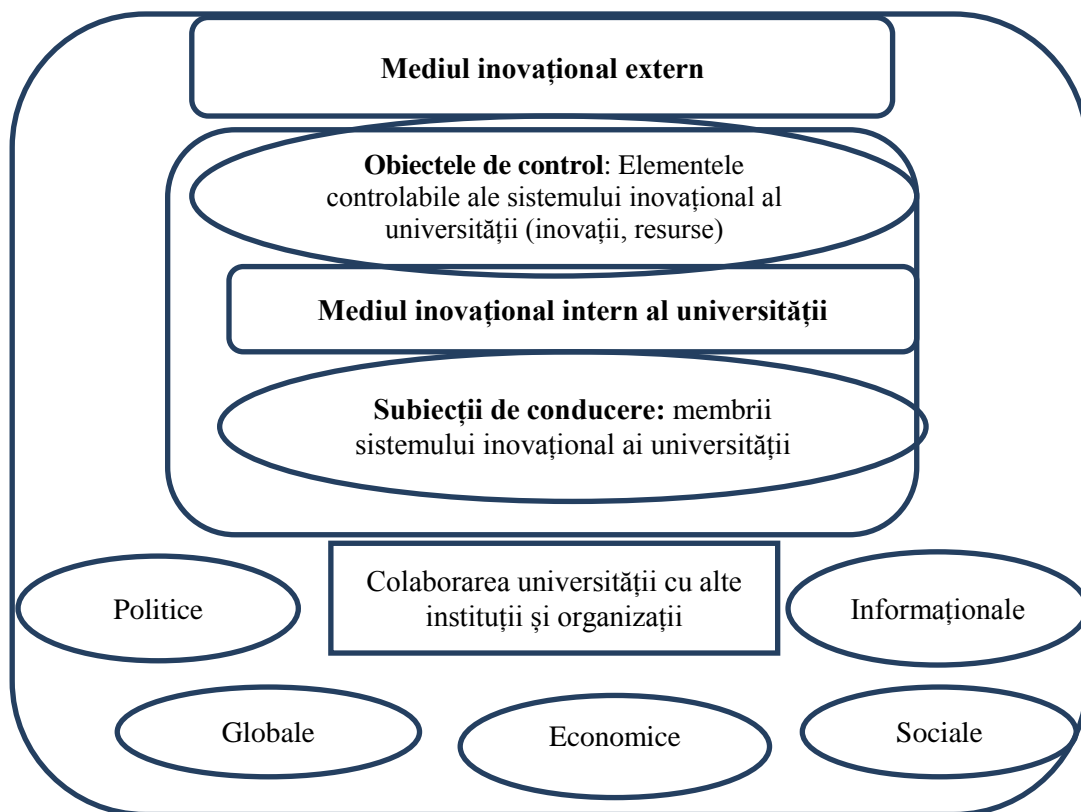 Mediul inovațional extern
Obiectele de control: Elementele
controlabile ale sistemului inovațional al
universității (inovații, resurse)
Mediul inovațional intern al universității
Subiecții de conducere: membrii
sistemului inovațional ai universității
Colaborarea universității cu alte
instituții și organizații
Politice
Informaționale
Globale
Economice
Sociale